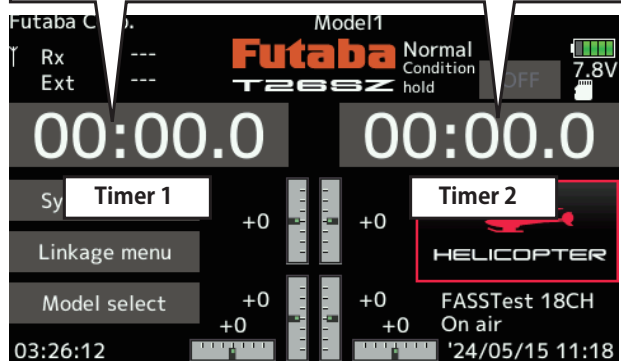 Futaba C
Model1
Rx ---
Ext ---
Futaba
T26SZ
Normal
Condition
hold
OFF
7.8V
00:00.0
00:00.0
Timer 1
Timer 2
Sy
+0
+0
Linkage menu
HELICOPTER
Model select
+0
+0
+0
+0
FASSTest 18CH
On air
03:26:12
'24/05/15 11:18